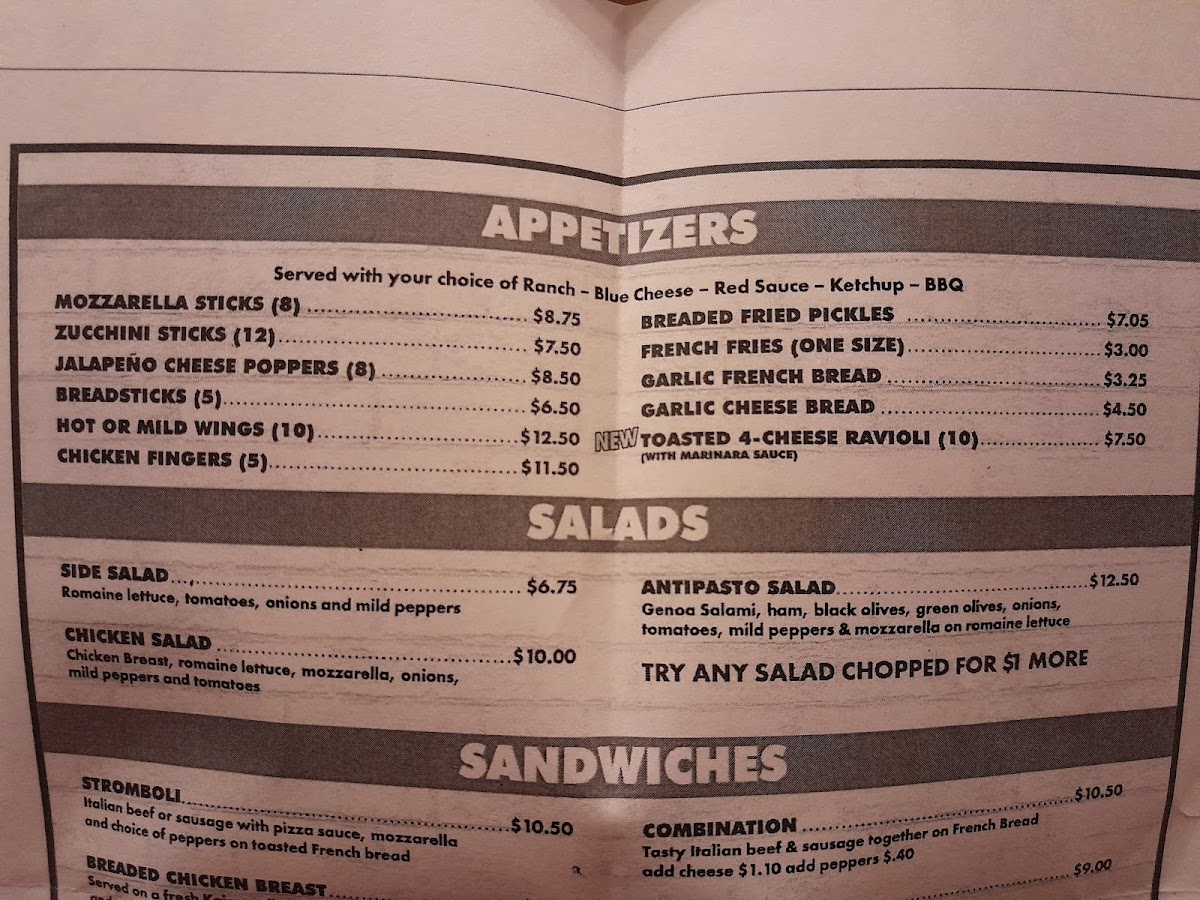 APPETIZERS
Served with your choice of Ranch – Blue Cheese – Red Sauce – Ketchup – BBQ
MOZZARELLA STICKS (8) $8.75
ZUCCHINI STICKS (12) $7.50
JALAPEÑO CHEESE POPPERS (8) $8.50
BREADSTICKS (5) $6.50
HOT OR MILD WINGS (10) $12.50
CHICKEN FINGERS (5) $11.50
BREADED FRIED PICKLES $7.05
FRENCH FRIES (ONE SIZE) $3.00
GARLIC FRENCH BREAD $3.25
GARLIC CHEESE BREAD $4.50
NEW TOASTED 4-CHEESE RAVIOLI (10) $7.50
(WITH MARINARA SAUCE)
SALADS
SIDE SALAD $6.75
Romaine lettuce, tomatoes, onions and mild peppers
CHICKEN SALAD $10.00
Chicken Breast, romaine lettuce, mozzarella, onions,
mild peppers and tomatoes
ANTIPASTO SALAD $12.50
Genoa Salami, ham, black olives, green olives, onions,
tomatoes, mild peppers & mozzarella on romaine lettuce
TRY ANY SALAD CHOPPED FOR $1 MORE
SANDWICHES
STROMBOLI $10.50
Italian beef or sausage with pizza sauce, mozzarella
and choice of peppers on toasted French bread
BREADED CHICKEN BREAST
Served on a fresh
COMBINATION $10.50
Tasty Italian beef & sausage together on French Bread
add cheese $1.10 add peppers $.40
$9.00